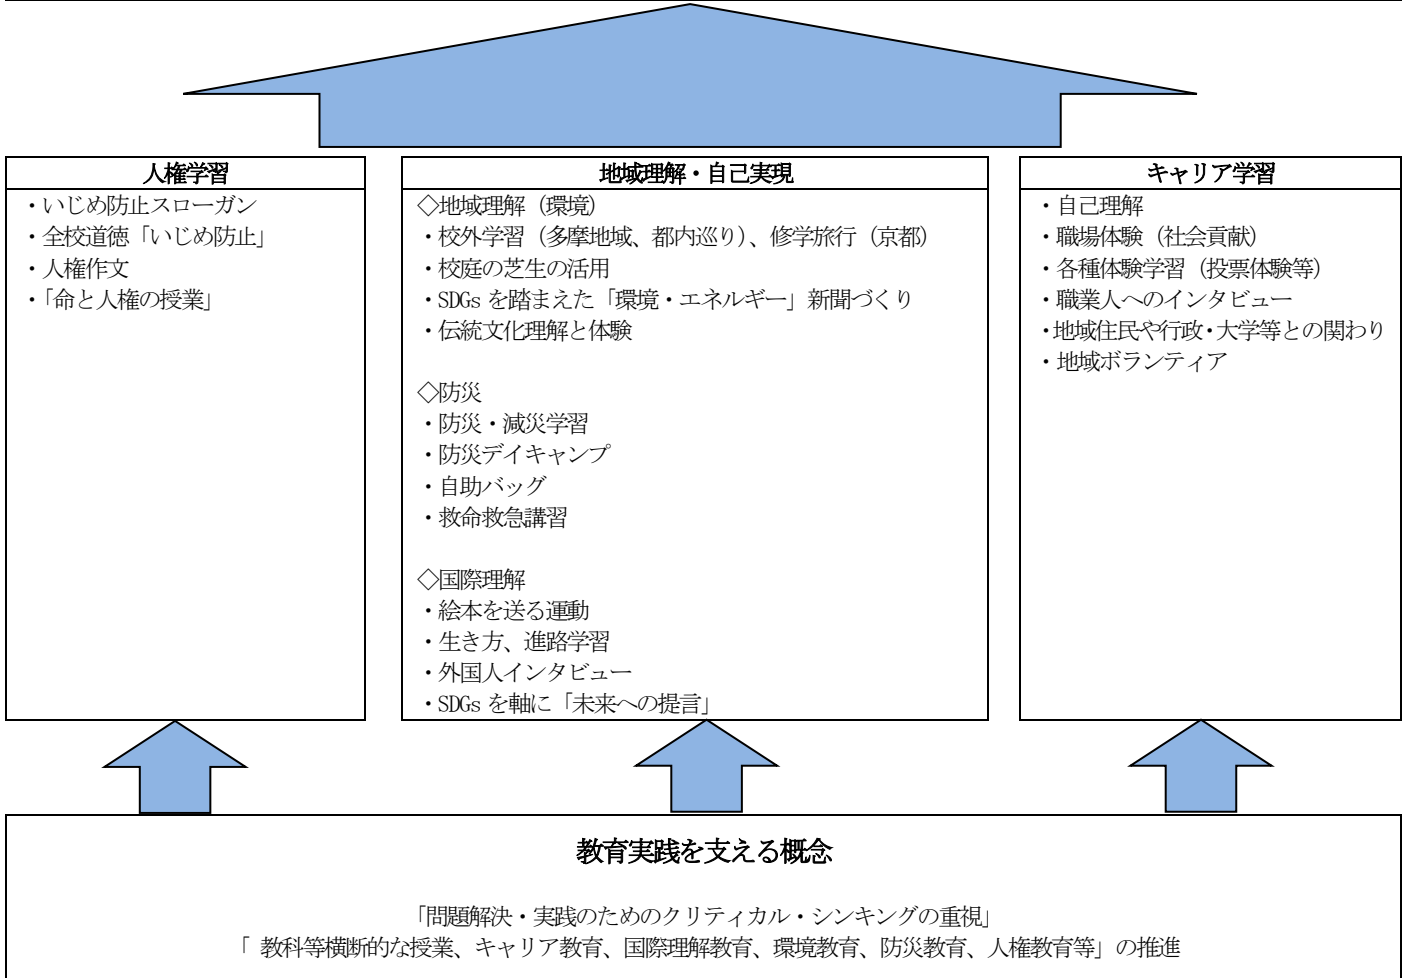 人権学習
・いじめ防止スローガン
・全校道徳「いじめ防止」
・人権作文
・「命と人権の授業」
地域理解・自己実現
◇地域理解（環境）
・校外学習（多摩地域、都内巡り）、修学旅行（京都）
・校庭の芝生の活用
・SDGs を踏まえた「環境・エネルギー」新聞づくり
・伝統文化理解と体験
◇防災
・防災・減災学習
・防災デイキャンプ
・自助バッグ
・救命救急講習
◇国際理解
・絵本を送る運動
・生き方、進路学習
・外国人インタビュー
・SDGs を軸に「未来への提言」
キャリア学習
・自己理解
・職場体験（社会貢献）
・各種体験学習（投票体験等）
・職業人へのインタビュー
・地域住民や行政・大学等との関わり
・地域ボランティア
教育実践を支える概念
「問題解決・実践のためのクリティカル・シンキングの重視」
「 教科等横断的な授業、キャリア教育、国際理解教育、環境教育、防災教育、人権教育等」の推進